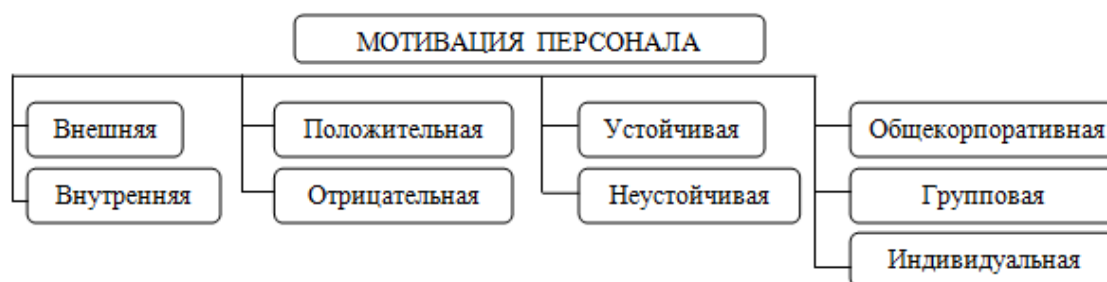 МОТИВАЦИЯ ПЕРСОНАЛА
Внешняя
Внутренняя
Положительная
Отрицательная
Устойчивая
Неустойчивая
Общекорпоративная
Групповая
Индивидуальная